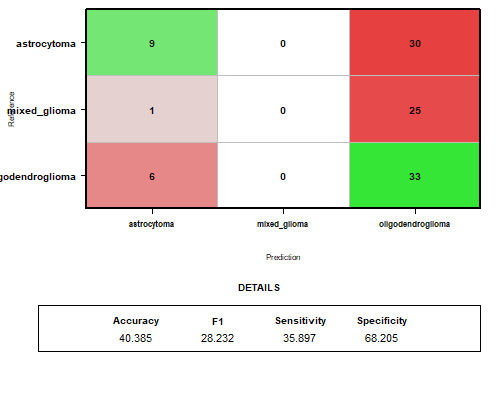 astrocytoma 9 0 30
mixed_glioma 1 0 25
godendroglioma 6 0 33
Reference
astrocytoma mixed_glioma oligodendroglioma
Prediction
DETAILS
Accuracy F1 Sensitivity Specificity
40.385 28.232 35.897 68.205